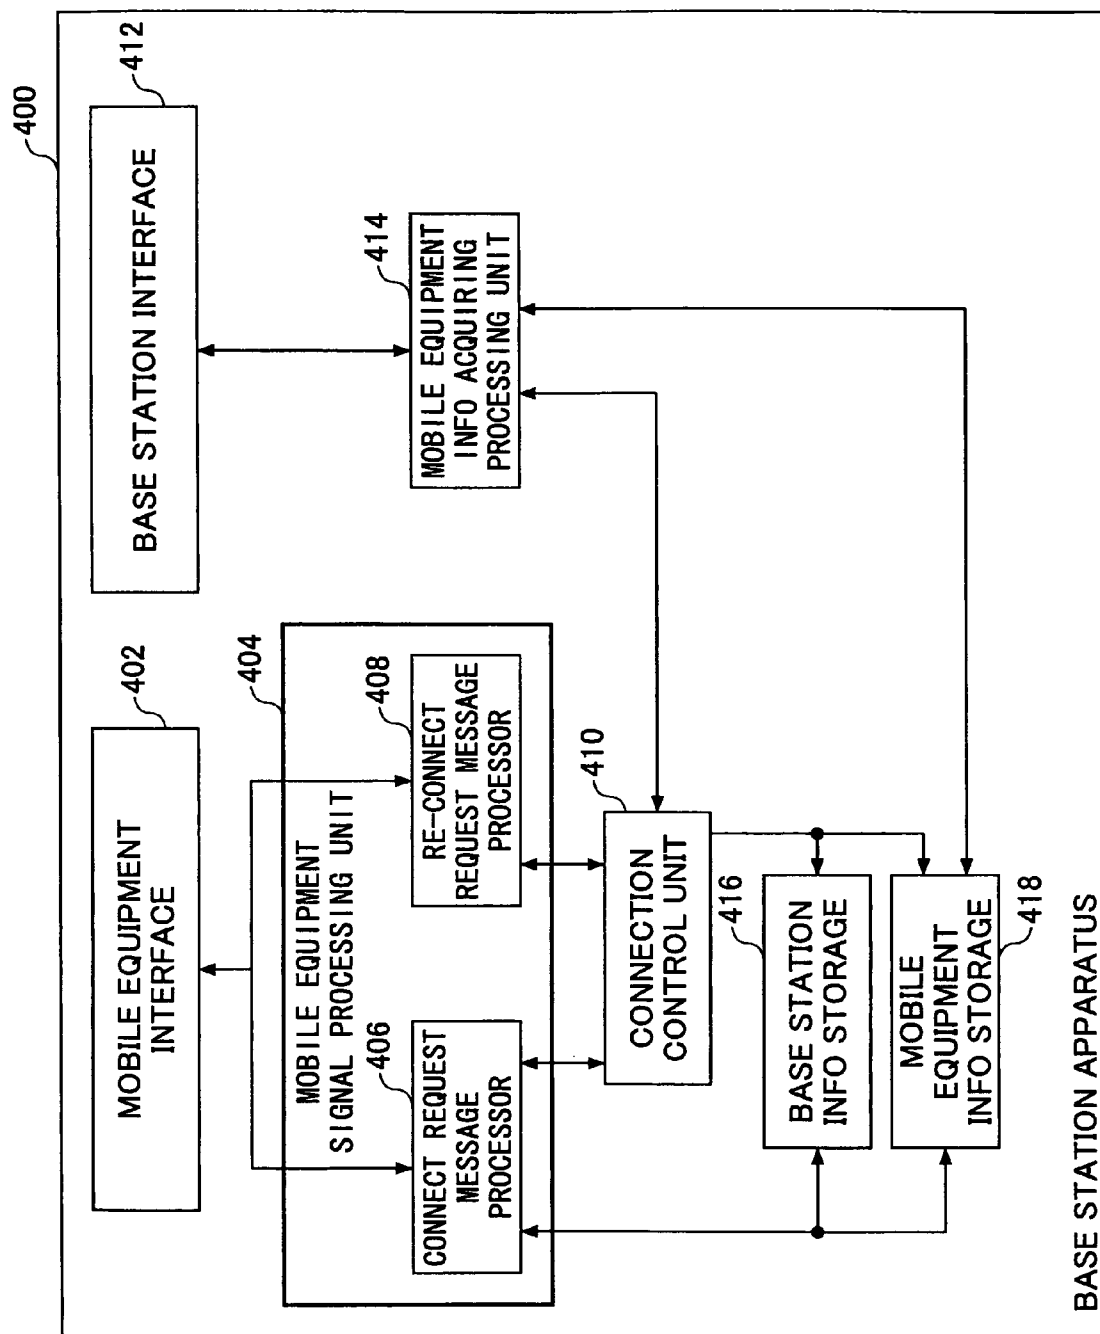 400
MOBILE EQUIPMENT
INTERFACE
402
BASE STATION INTERFACE
412
MOBILE EQUIPMENT
SIGNAL PROCESSING UNIT
404
CONNECT REQUEST
MESSAGE
PROCESSOR
406
RE-CONNECT
REQUEST MESSAGE
PROCESSOR
408
MOBILE EQUIPMENT
INFO ACQUIRING
PROCESSING UNIT
414
CONNECTION
CONTROL UNIT
410
BASE STATION
INFO STORAGE
416
MOBILE
EQUIPMENT
INFO STORAGE
418
BASE STATION APPARATUS